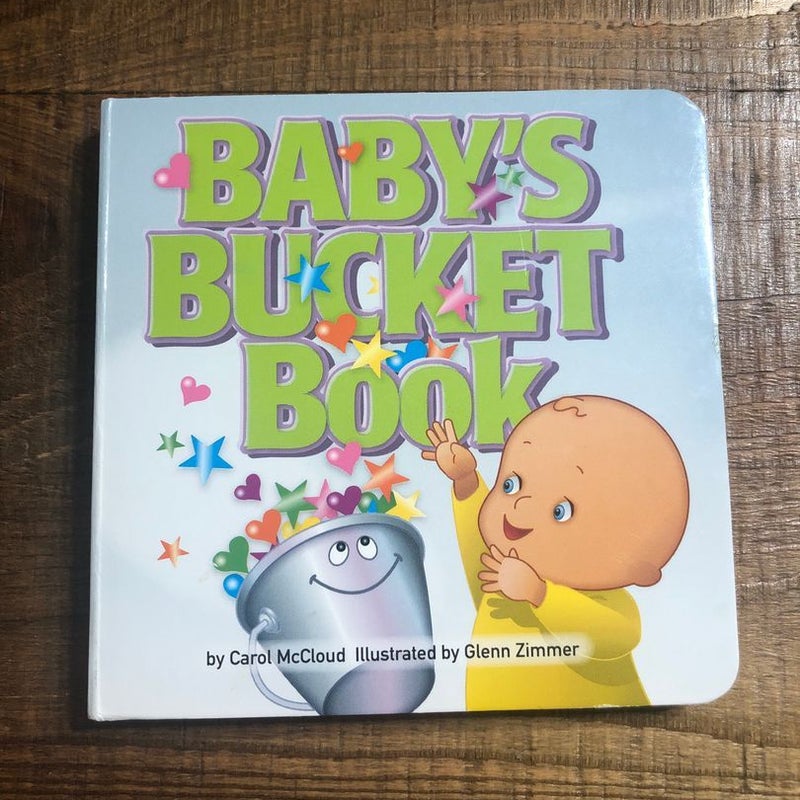 BABY'S
BUCKET
BOOK
by Carol McCloud Illustrated by Glenn Zimmer